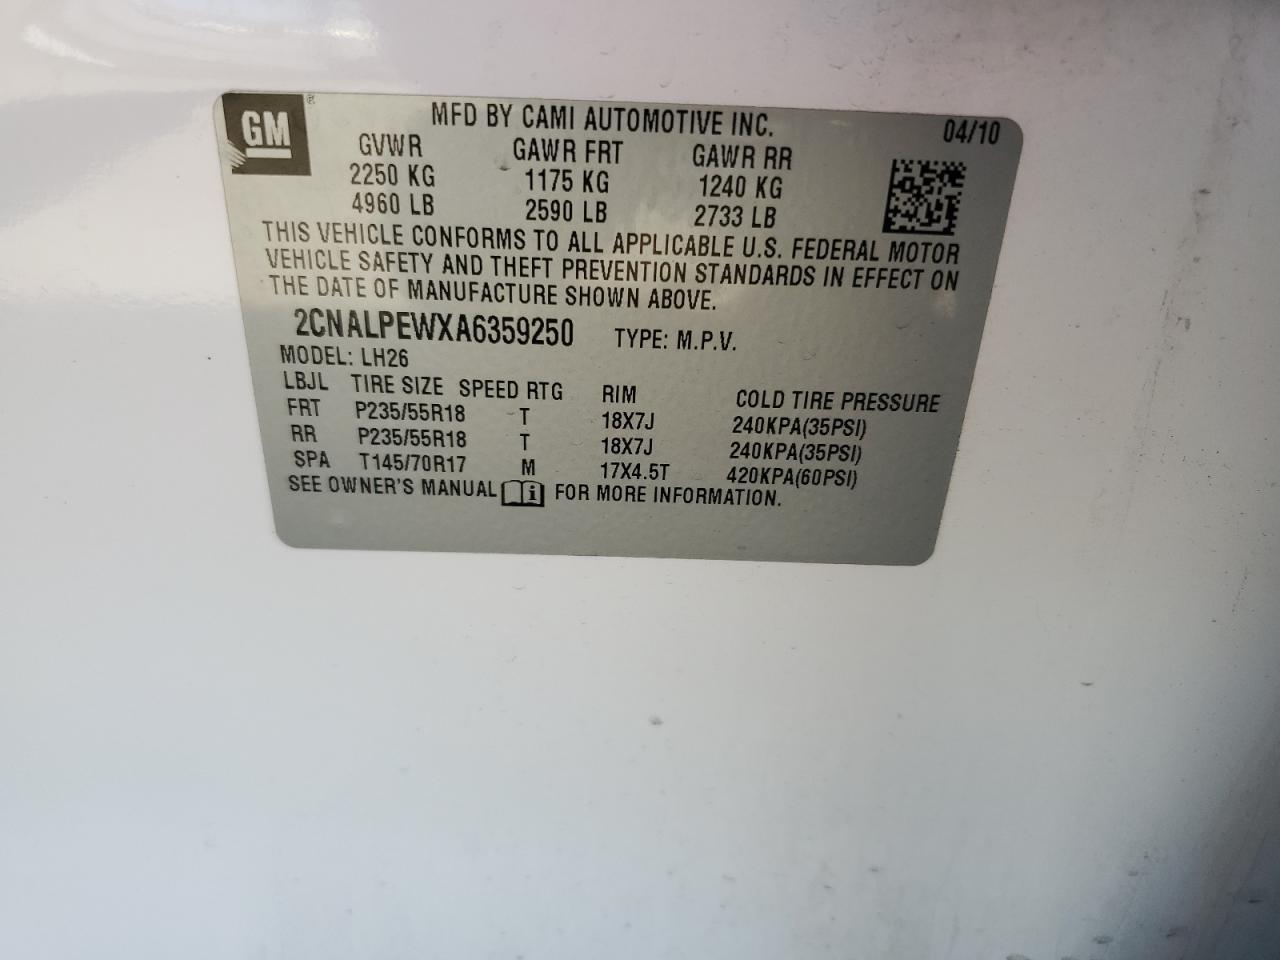 GM ®
MFD BY CAMI AUTOMOTIVE INC. 04/10
GVWR GAWR FRT GAWR RR
2250 KG 1175 KG 1240 KG
4960 LB 2590 LB 2733 LB
THIS VEHICLE CONFORMS TO ALL APPLICABLE U.S. FEDERAL MOTOR
VEHICLE SAFETY AND THEFT PREVENTION STANDARDS IN EFFECT ON
THE DATE OF MANUFACTURE SHOWN ABOVE.
2CNALPEWXA6359250 TYPE: M.P.V.
MODEL: LH26
LBJL TIRE SIZE SPEED RTG RIM COLD TIRE PRESSURE
FRT P235/55R18 T 18X7J 240KPA(35PSI)
RR P235/55R18 T 18X7J 240KPA(35PSI)
SPA T145/70R17 M 17X4.5T 420KPA(60PSI)
SEE OWNER'S MANUAL i FOR MORE INFORMATION.